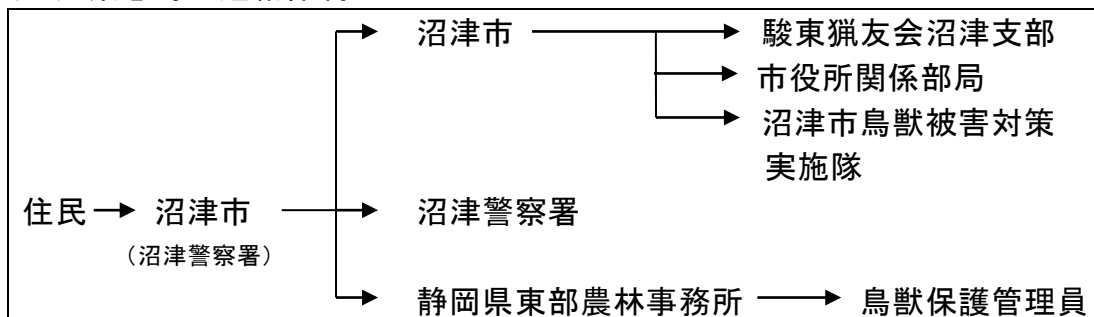 沼津市
駿東猟友会沼津支部
市役所関係部局
沼津市鳥獣被害対策
実施隊
住民
沼津市
(沼津警察署)
沼津警察署
静岡県東部農林事務所
鳥獣保護管理員